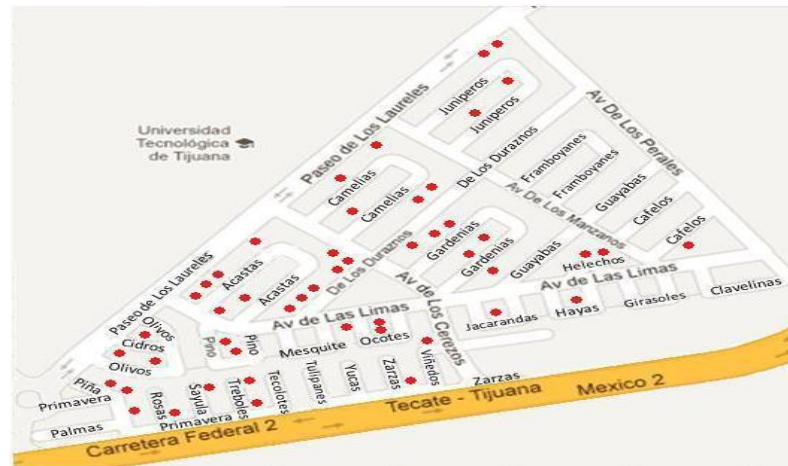 Universidad
Tecnológica
de Tijuana
Paseo de Los Laureles
Juniperos
Juniperos
Av De Los Perales
Camelias
Camelias
De Los Duraznos
Framboyanes
Framboyanes
Guayabas
Cafelos
Cafelos
Av De Los Manzanos
Gardenias
Gardenias
Guayabas
Helechos
Paseo de Los Laureles
Acastas
Acastas
De Los Duraznos
Av de Los Cerezos
Av de Las Limas
Av de Las Limas
Olivos
Cidros
Olivos
Pino
Pino
Mesquite
Ocotes
Jacarandas
Hayas
Girasoles
Clavelinas
Piña
Primavera
Palmas
Rosas
Sayula
Treboles
Tecolotes
Primavera
Tulipanes
Yucas
Zarzas
Viñedos
Zarzas
Carretera Federal 2
Tecate - Tijuana
Mexico 2